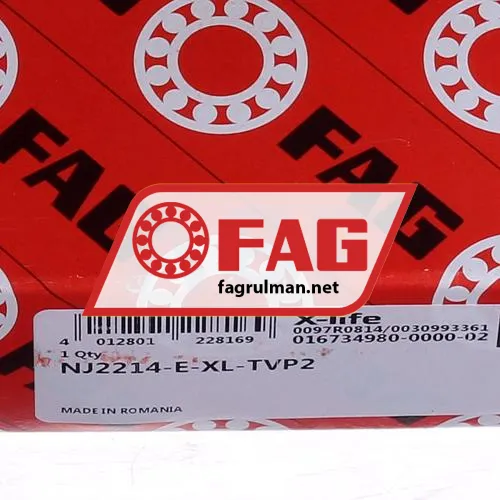 FAG
FAG
FAG
fagrulman.net
X-life
4 012801 228169
0097R0814/0030993361
016734980-0000-02
1 Qty
NJ2214-E-XL-TVP2
MADE IN ROMANIA